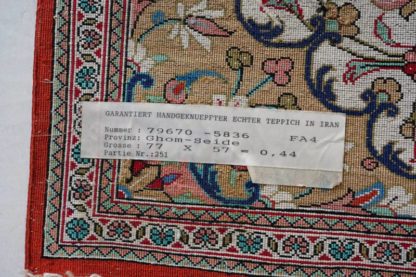 GARANTIERT HANDGEKNUEPFTER ECHTER TEPPICH IN IRAN
Nummer : 79670 -5836 FA4
Provinz: Ghom-Seide
Grosse : 77 X 57 = 0,44
Partie Nr.:251